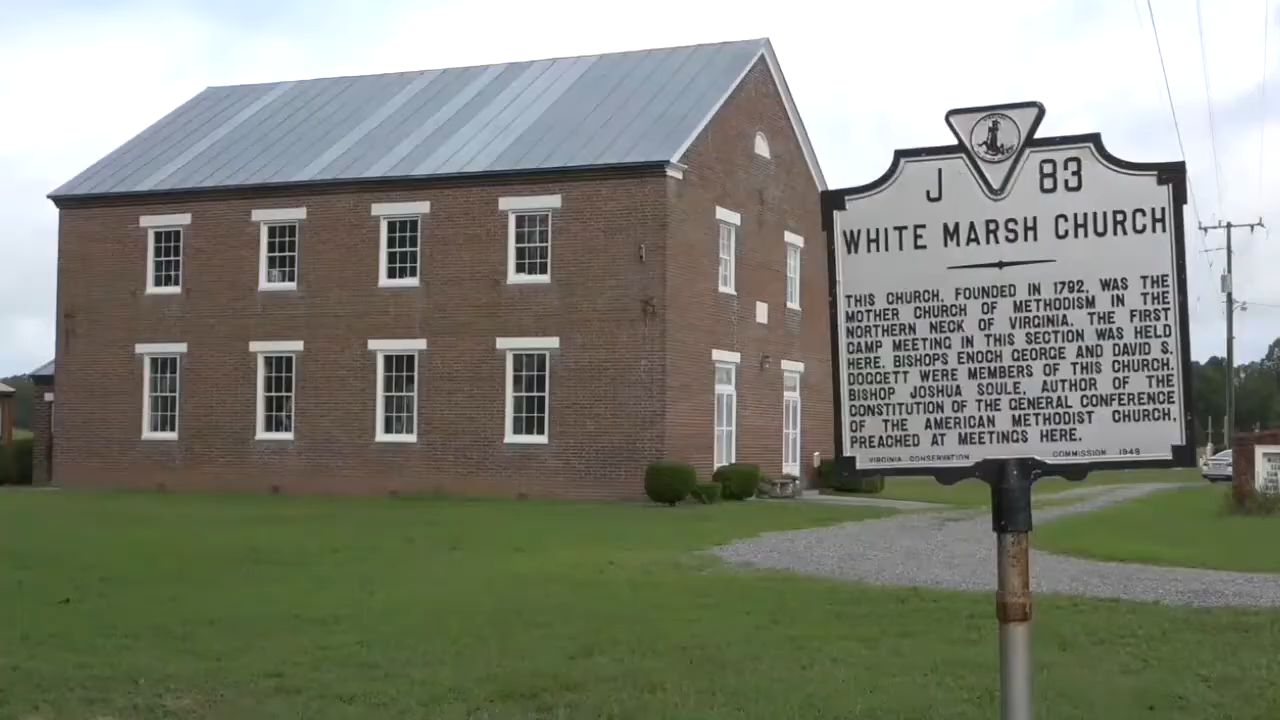 J 83
WHITE MARSH CHURCH
THIS CHURCH, FOUNDED IN 1792, WAS THE
MOTHER CHURCH OF METHODISM IN THE
NORTHERN NECK OF VIRGINIA. THE FIRST
CAMP MEETING IN THIS SECTION WAS HELD
HERE. BISHOPS ENOCH GEORGE AND DAVID S.
DOGGETT WERE MEMBERS OF THIS CHURCH.
BISHOP JOSHUA SOULE, AUTHOR OF THE
CONSTITUTION OF THE GENERAL CONFERENCE
OF THE AMERICAN METHODIST CHURCH,
PREACHED AT MEETINGS HERE.
VIRGINIA CONSERVATION COMMISSION 1948